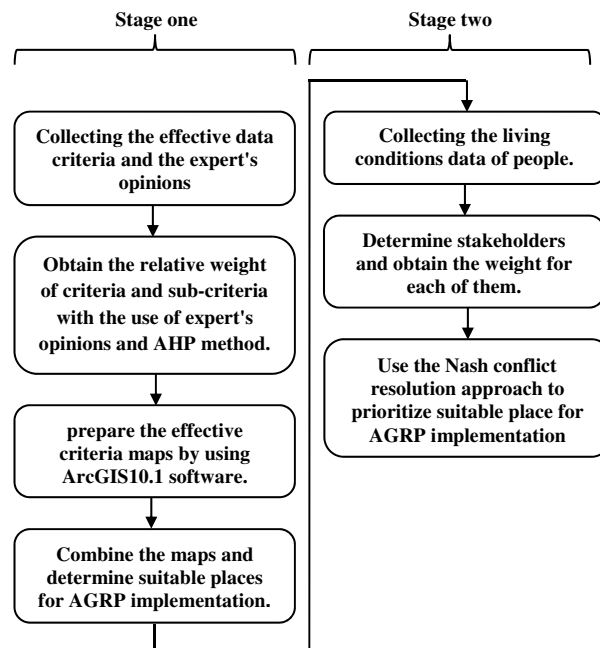 Stage one
Collecting the effective data
criteria and the expert's
opinions
Obtain the relative weight
of criteria and sub-criteria
with the use of expert's
opinions and AHP method.
prepare the effective
criteria maps by using
ArcGIS10.1 software.
Combine the maps and
determine suitable places
for AGRP implementation.
Stage two
Collecting the living
conditions data of people.
Determine stakeholders
and obtain the weight for
each of them.
Use the Nash conflict
resolution approach to
prioritize suitable place for
AGRP implementation